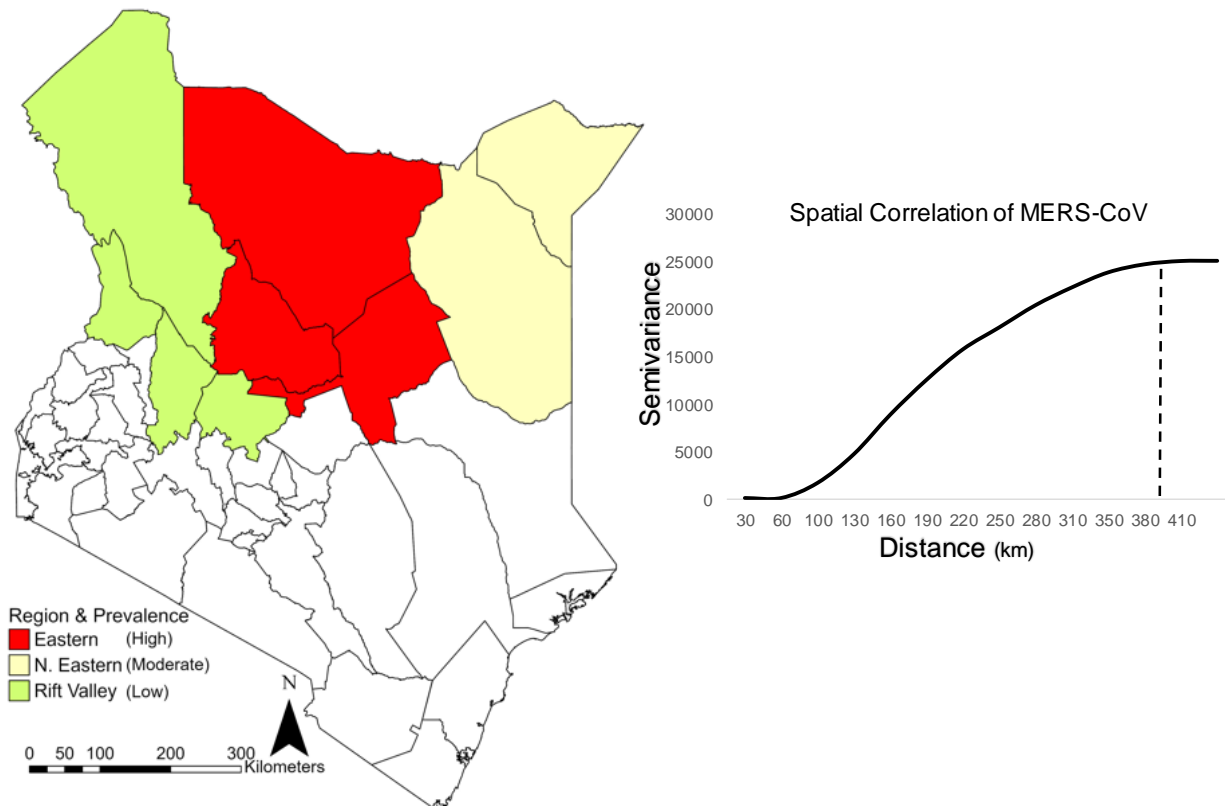 Spatial Correlation of MERS-CoV
30000
25000
20000
15000
10000
5000
0
Semivariance
30 60 100 130 160 190 220 250 280 310 350 380 410
Distance (km)
Region & Prevalence
Eastern (High)
N. Eastern (Moderate)
Rift Valley (Low)
N
0 50 100 200 300
Kilometers